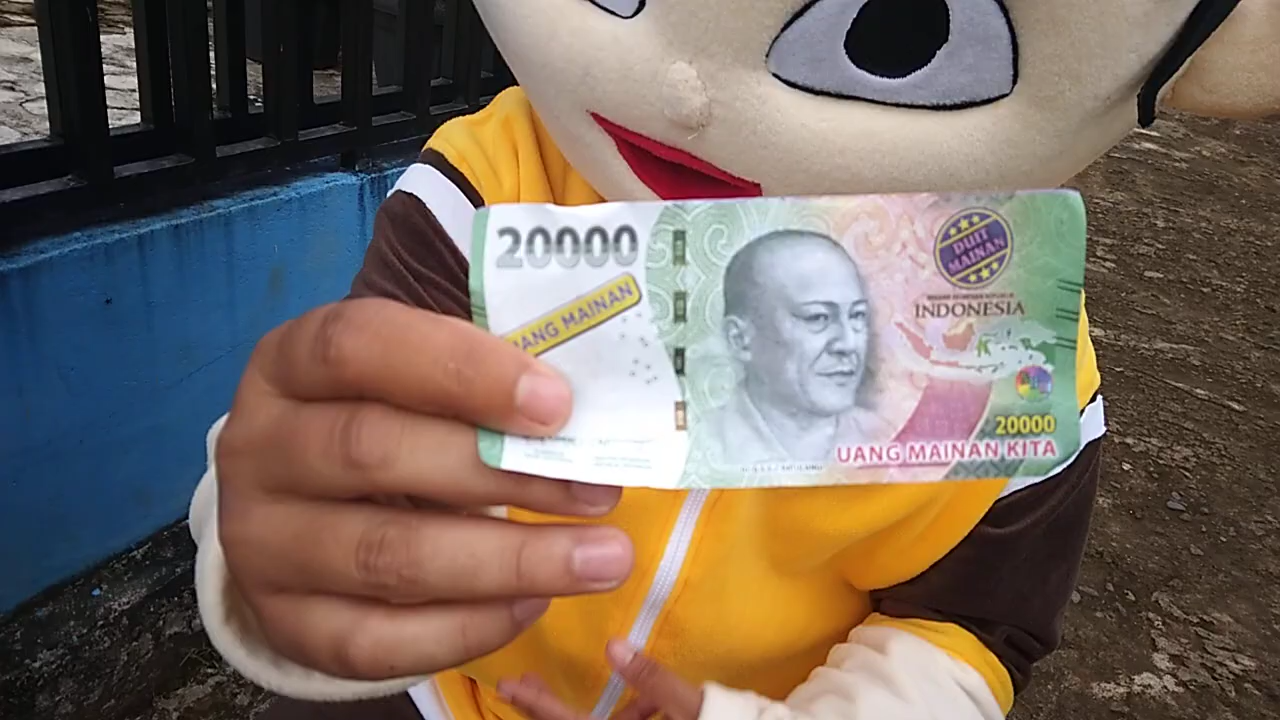 20000
UANG MAINAN
DUIT
MAINAN
INDONESIA
20000
UANG MAINAN KITA